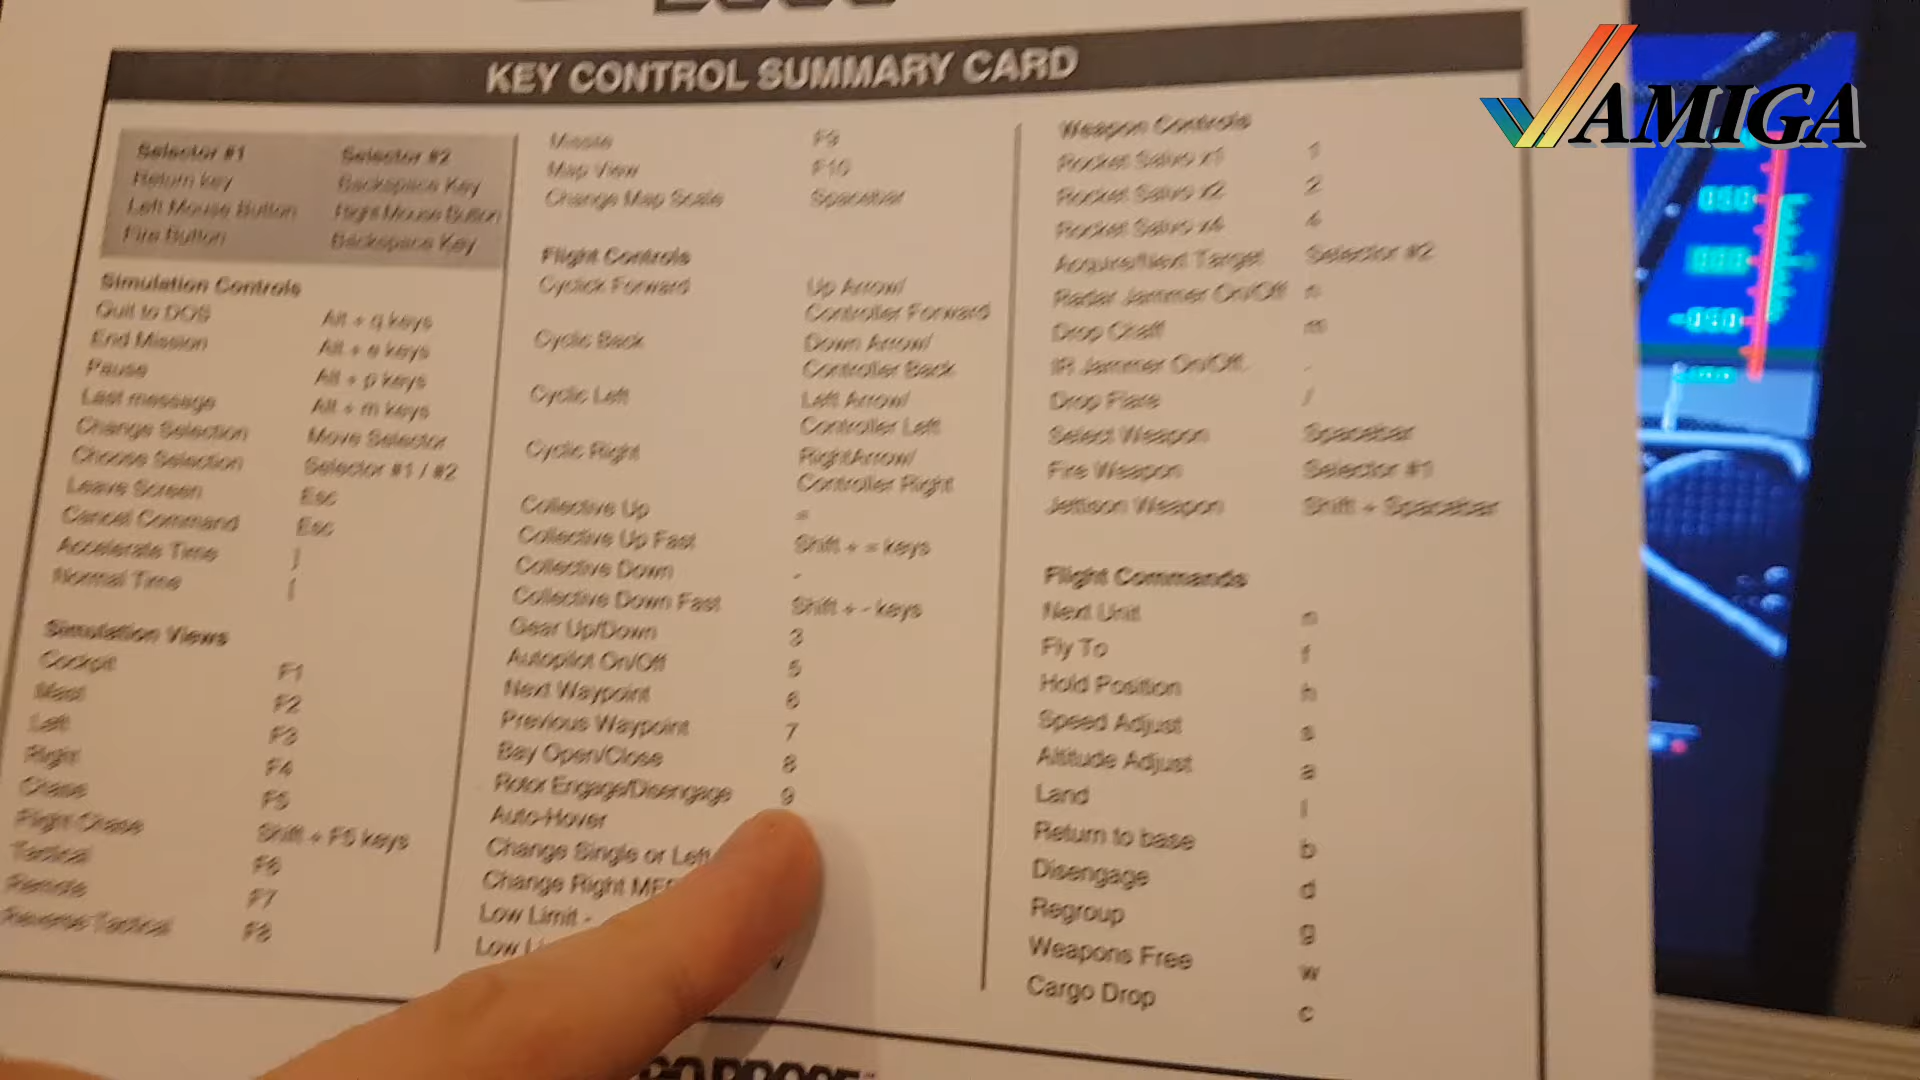 KEY CONTROL SUMMARY CARD
AMIGA
Selector #1 Selector #2
Return key Backspace Key
Left Mouse Button Right Mouse Button
Fire Button Backspace Key
Simulation Controls
Quit to DOS Alt + q keys
End Mission Alt + e keys
Pause Alt + p keys
Last message Alt + m keys
Change Selection Move Selector
Choose Selection Selector #1 / #2
Leave Screen Esc
Cancel Command Esc
Accelerate Time ]
Normal Time [
Simulation Views
Cockpit F1
Mast F2
Left F3
Right F4
Chase F5
Flight Chase Shift + F5 keys
Tactical F6
Remote F7
Reverse Tactical F8
Missile F9
Map View F10
Change Map Scale Spacebar
Flight Controls
Cyclick Forward Up Arrow/
Controller Forward
Cyclic Back Down Arrow/
Controller Back
Cyclic Left Left Arrow/
Controller Left
Cyclic Right RightArrow/
Controller Right
Collective Up =
Collective Up Fast Shift + = keys
Collective Down -
Collective Down Fast Shift + - keys
Gear Up/Down 3
Autopilot On/Off 5
Next Waypoint 6
Previous Waypoint 7
Bay Open/Close 8
Rotor Engage/Disengage 9
Auto-Hover
Change Single or Left
Change Right
Low Limit -
Low
Weapon Controls
Rocket Salvo x1 1
Rocket Salvo x2 2
Rocket Salvo x4 4
Acquire/Next Target Selector #2
Radar Jammer On/Off
Drop Chaff m
IR Jammer On/Off .
Drop Flare /
Select Weapon Spacebar
Fire Weapon Selector #1
Jettison Weapon Shift + Spacebar
Flight Commands
Next Unit n
Fly To f
Hold Position h
Speed Adjust s
Altitude Adjust a
Land l
Return to base b
Disengage d
Regroup g
Weapons Free w
Cargo Drop c